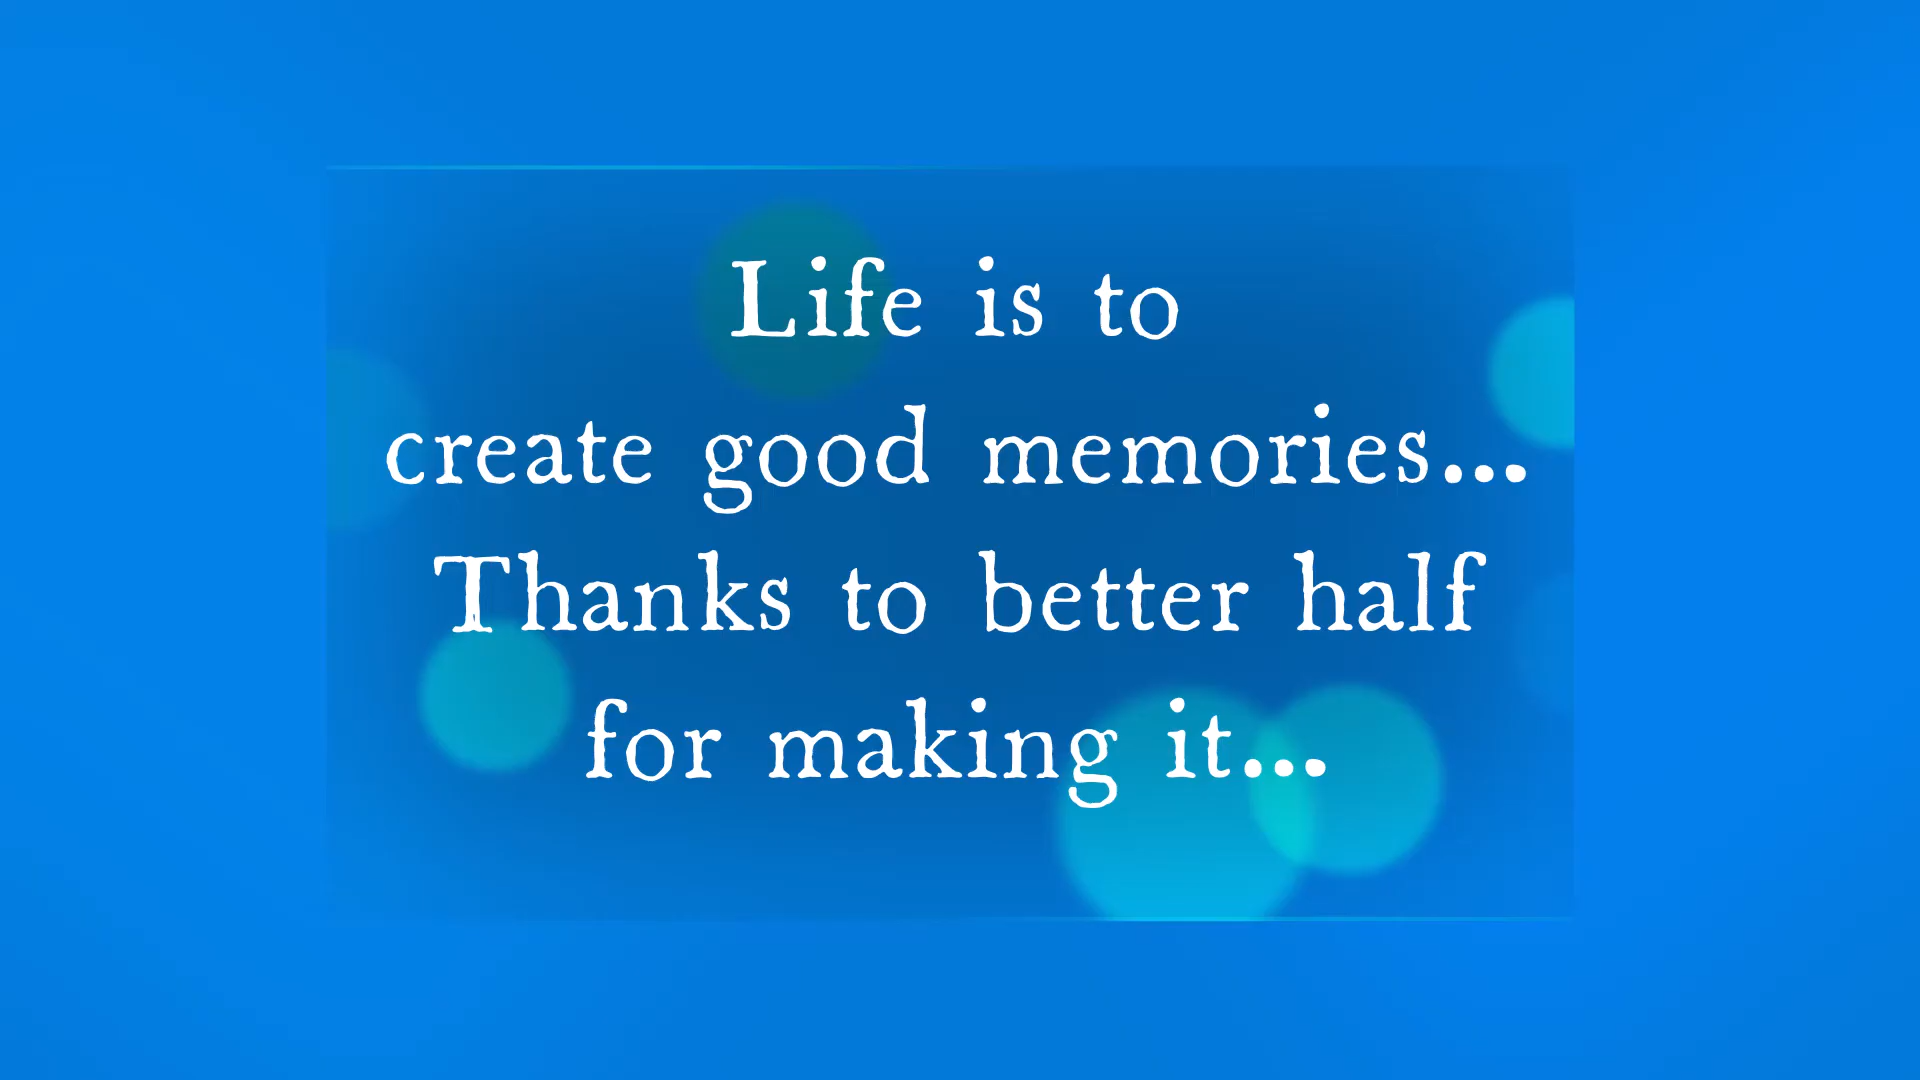 Life is to
create good memories...
Thanks to better half
for making it...